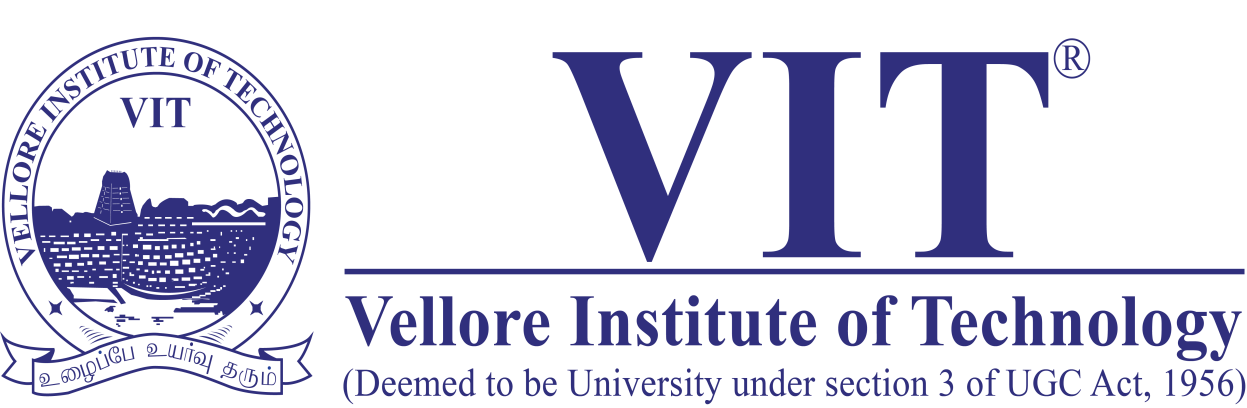 VELLORE INSTITUTE OF TECHNOLOGY
VIT
உழைப்பே உயர்வு தரும்
VIT®
Vellore Institute of Technology
(Deemed to be University under section 3 of UGC Act, 1956)